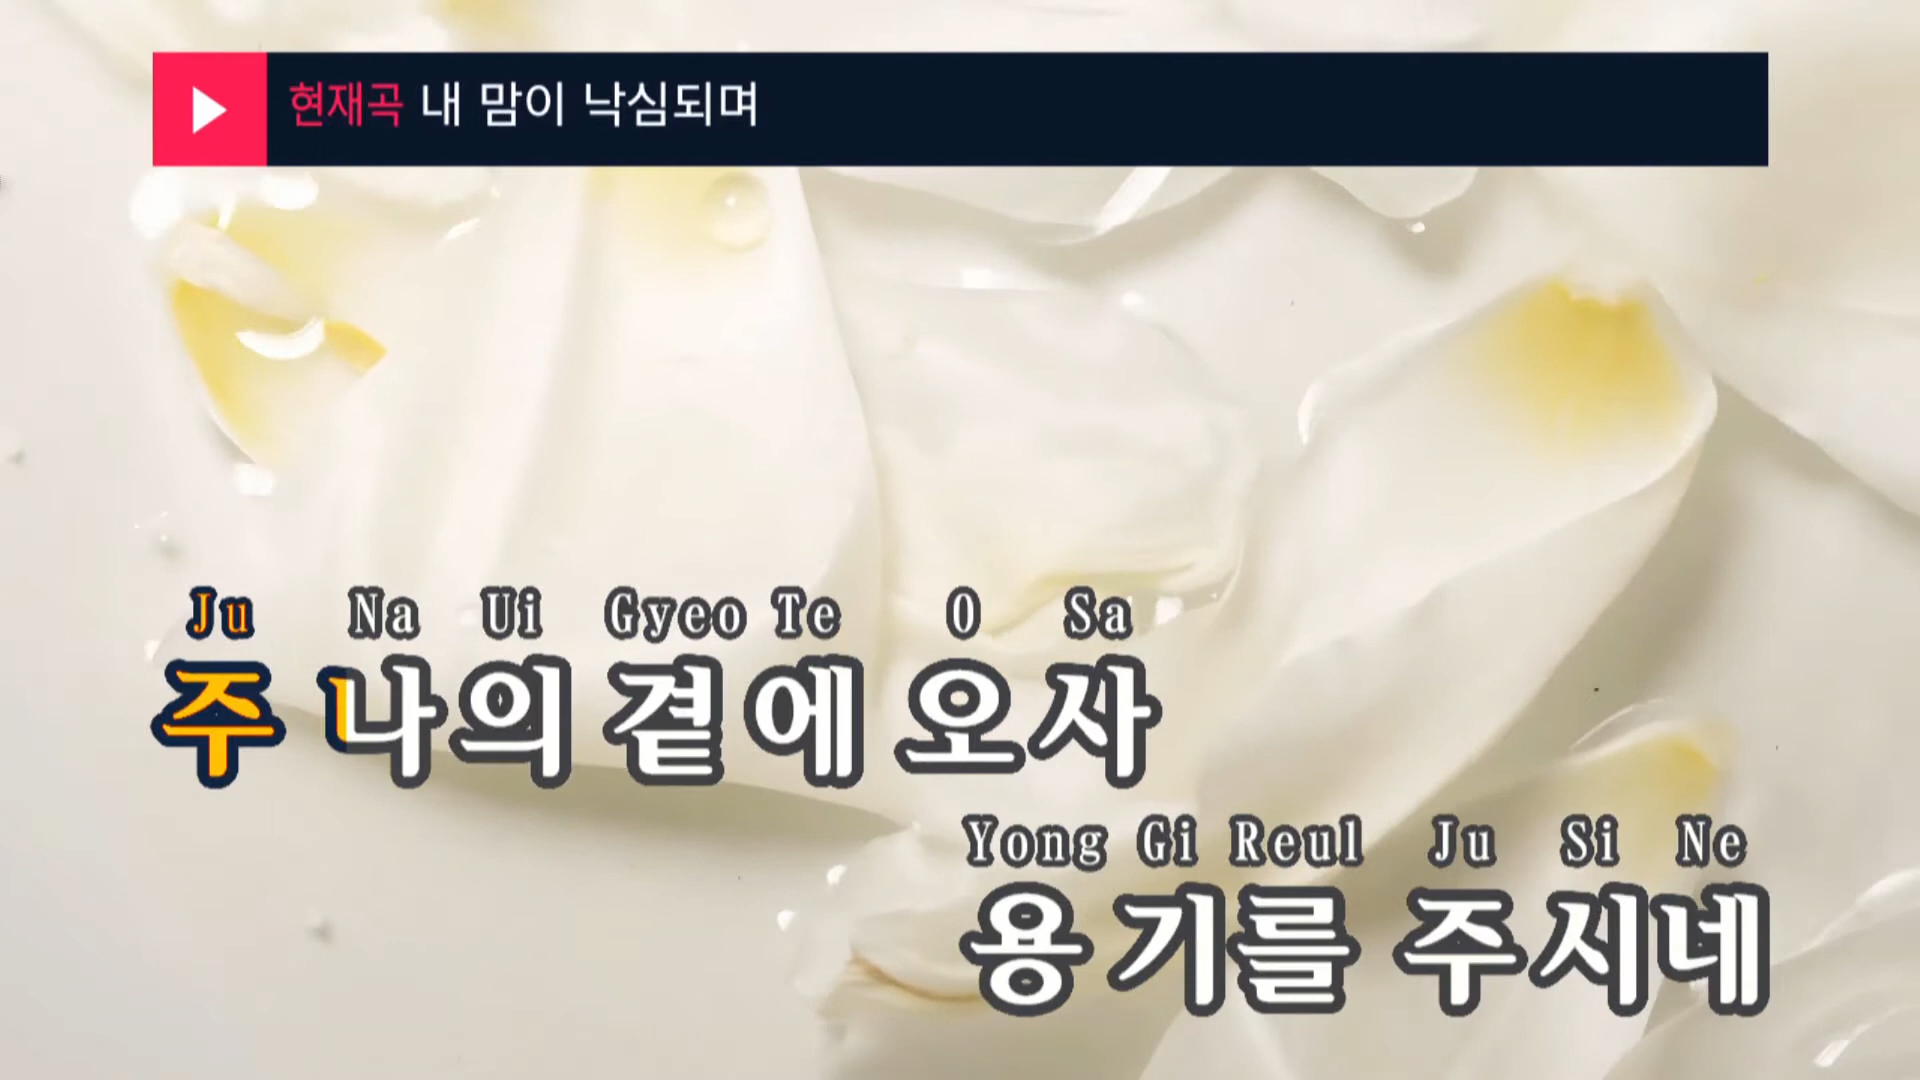 현재곡 내 맘이 낙심되며
Ju Na Ui Gyeo Te O Sa
주 나의 곁에 오사
Yong Gi Reul Ju Si Ne
용기를 주시네